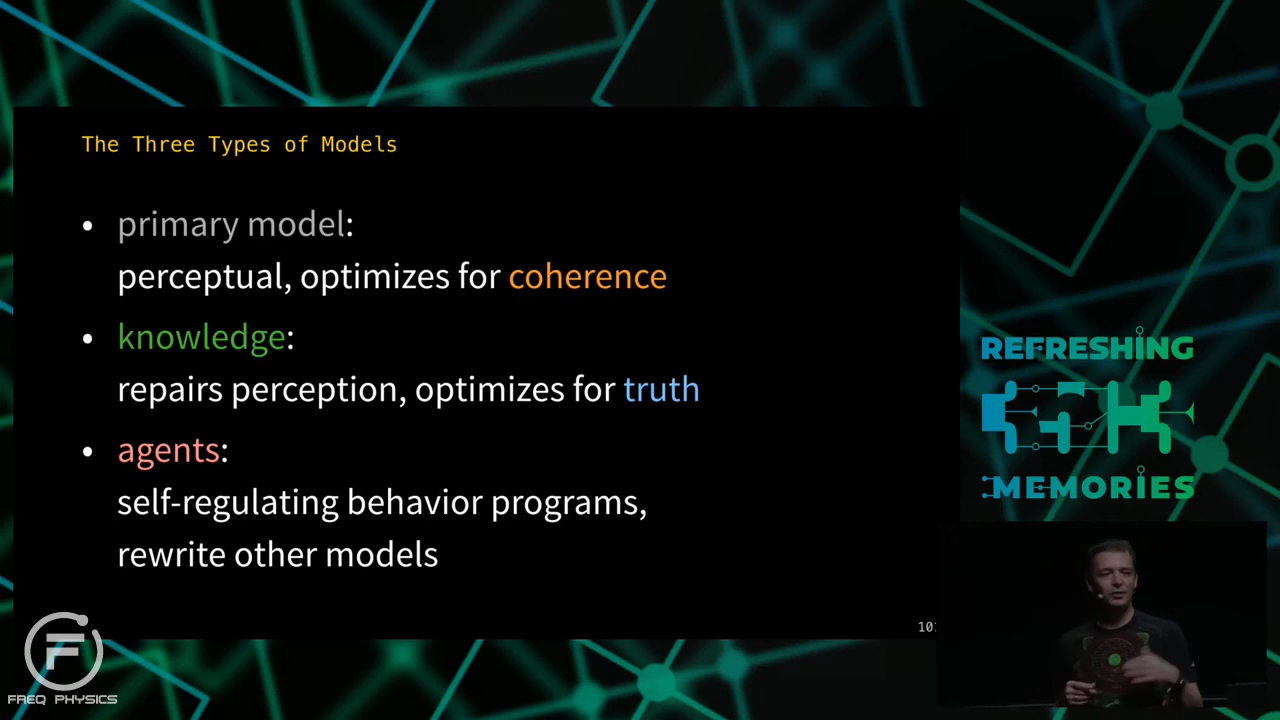 The Three Types of Models
• primary model:
perceptual, optimizes for coherence
• knowledge:
repairs perception, optimizes for truth
• agents:
self-regulating behavior programs,
rewrite other models
REFRESHING
MEMORIES
F
FREQ PHYSICS